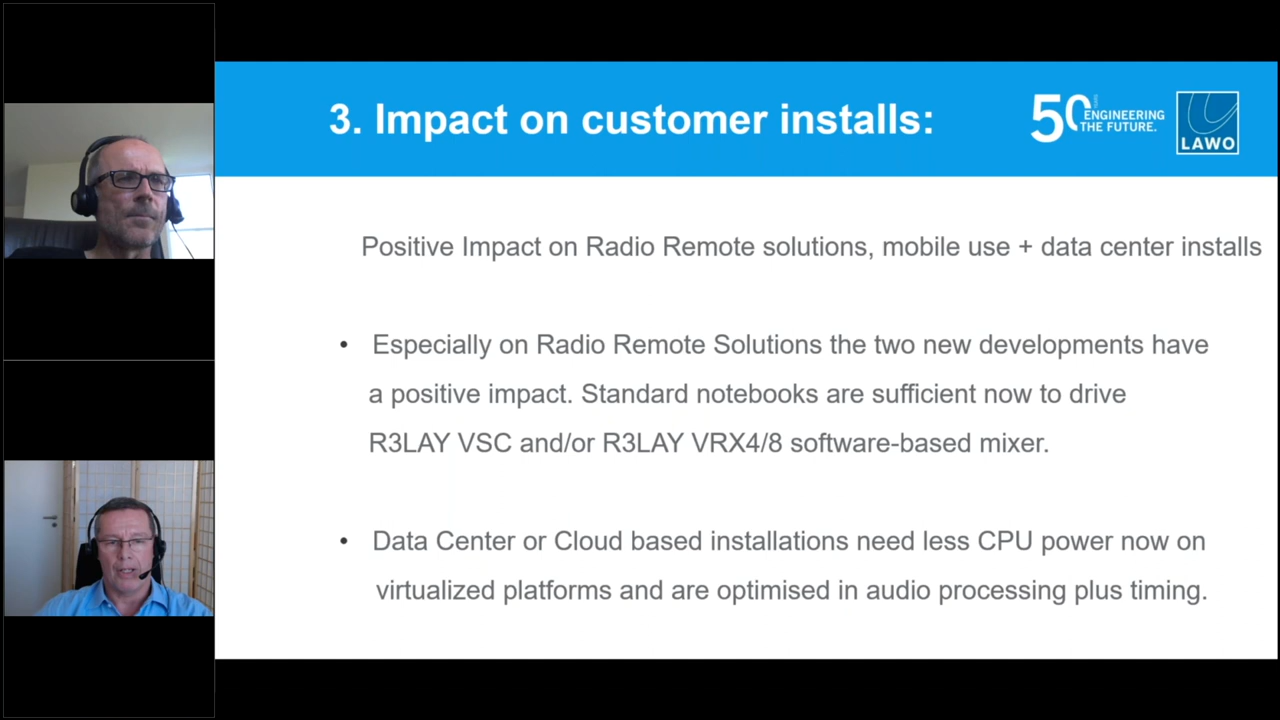 3. Impact on customer installs:
50 YEARS ENGINEERING
THE FUTURE.
LAWO
Positive Impact on Radio Remote solutions, mobile use + data center installs
• Especially on Radio Remote Solutions the two new developments have
a positive impact. Standard notebooks are sufficient now to drive
R3LAY VSC and/or R3LAY VRX4/8 software-based mixer.
• Data Center or Cloud based installations need less CPU power now on
virtualized platforms and are optimised in audio processing plus timing.